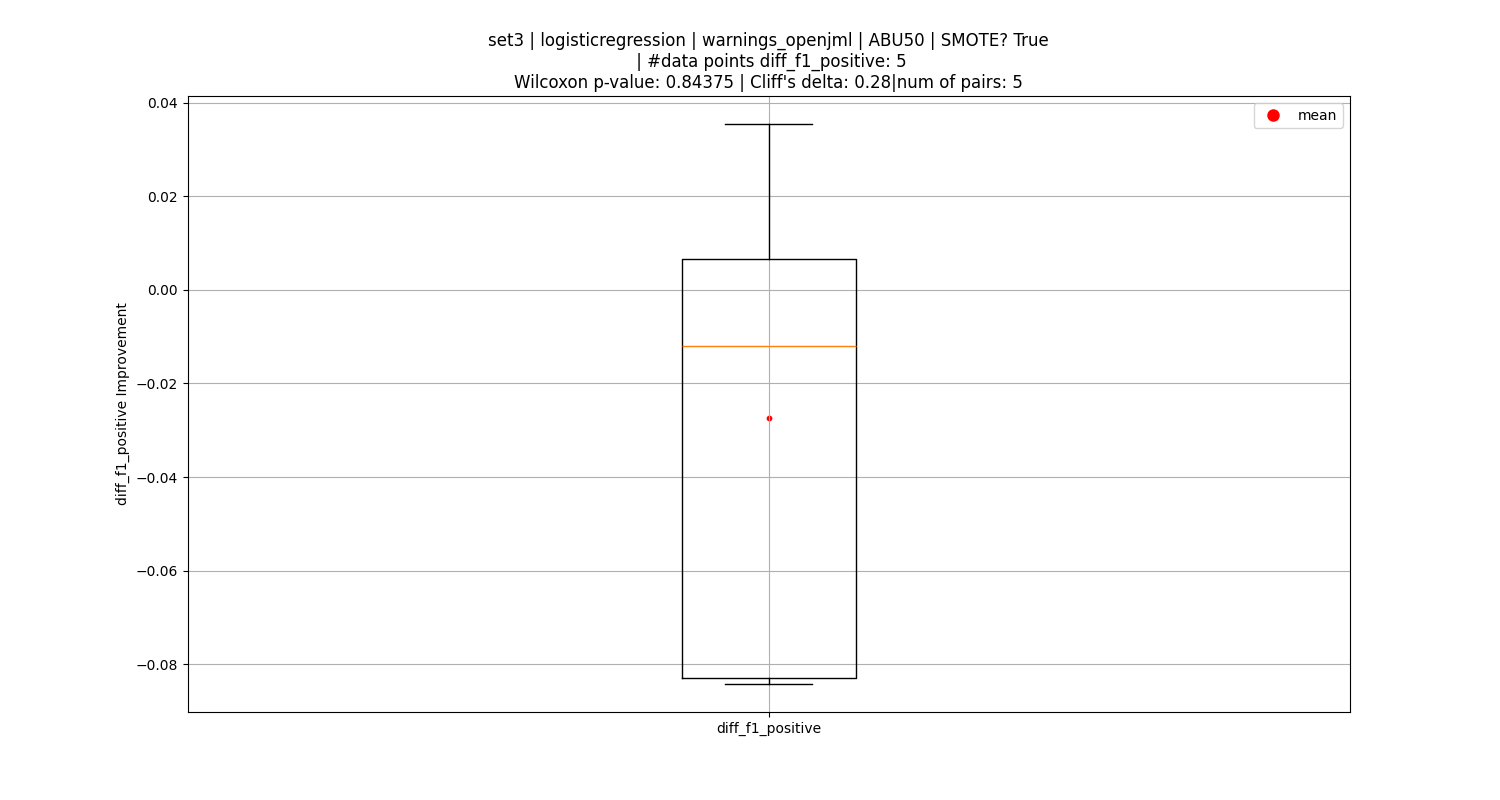 set3 | logisticregression | warnings_openjml | ABU50 | SMOTE? True
| #data points diff_f1_positive: 5
Wilcoxon p-value: 0.84375 | Cliff's delta: 0.28|num of pairs: 5
mean
0.04
0.02
0.00
−0.02
−0.04
−0.06
−0.08
diff_f1_positive Improvement
diff_f1_positive